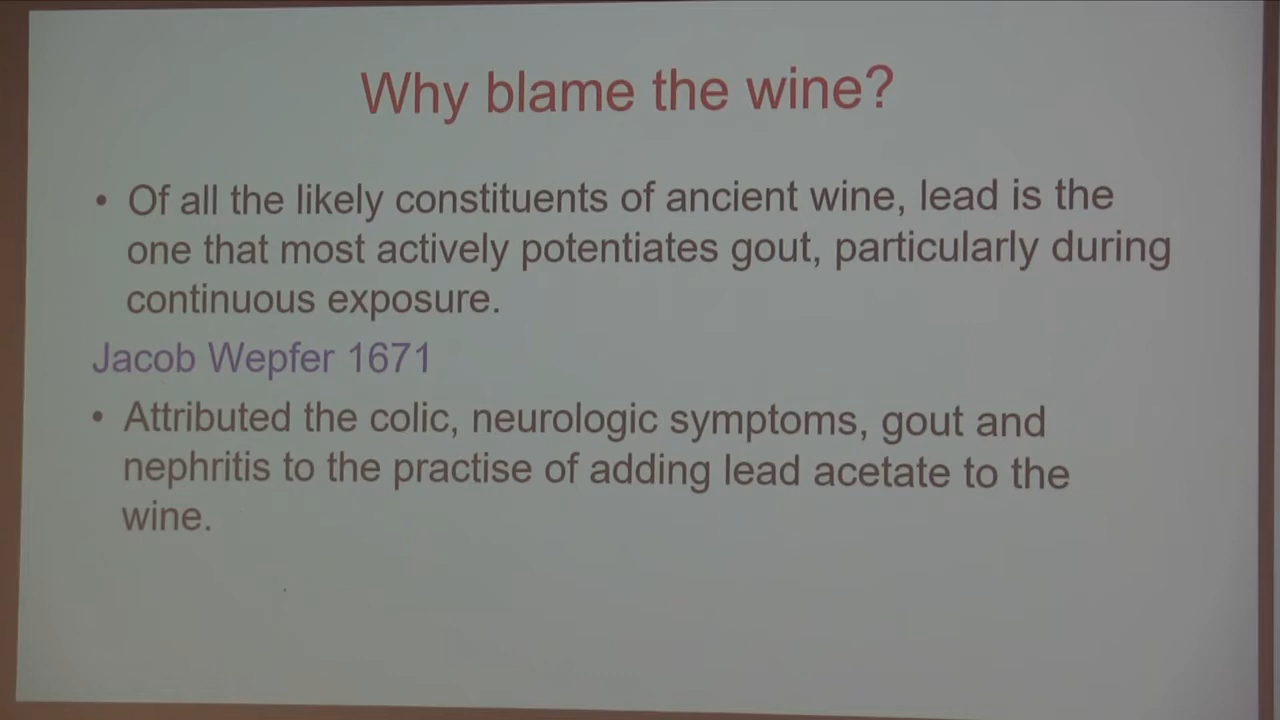 Why blame the wine?
• Of all the likely constituents of ancient wine, lead is the
one that most actively potentiates gout, particularly during
continuous exposure.
Jacob Wepfer 1671
• Attributed the colic, neurologic symptoms, gout and
nephritis to the practise of adding lead acetate to the
wine.